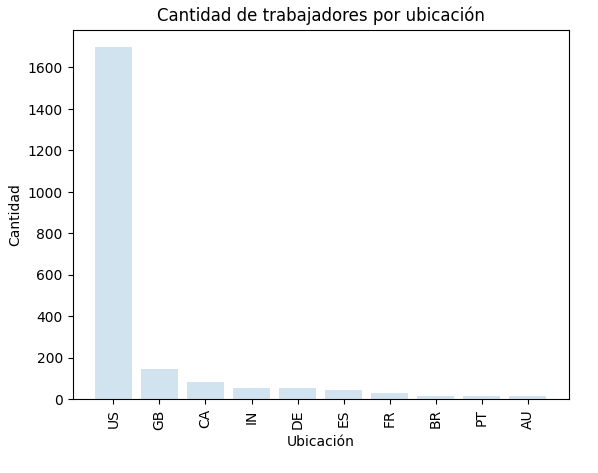 Cantidad de trabajadores por ubicación
Cantidad
1600
1400
1200
1000
800
600
400
200
0
US GB CA IN DE ES FR BR PT AU
Ubicación